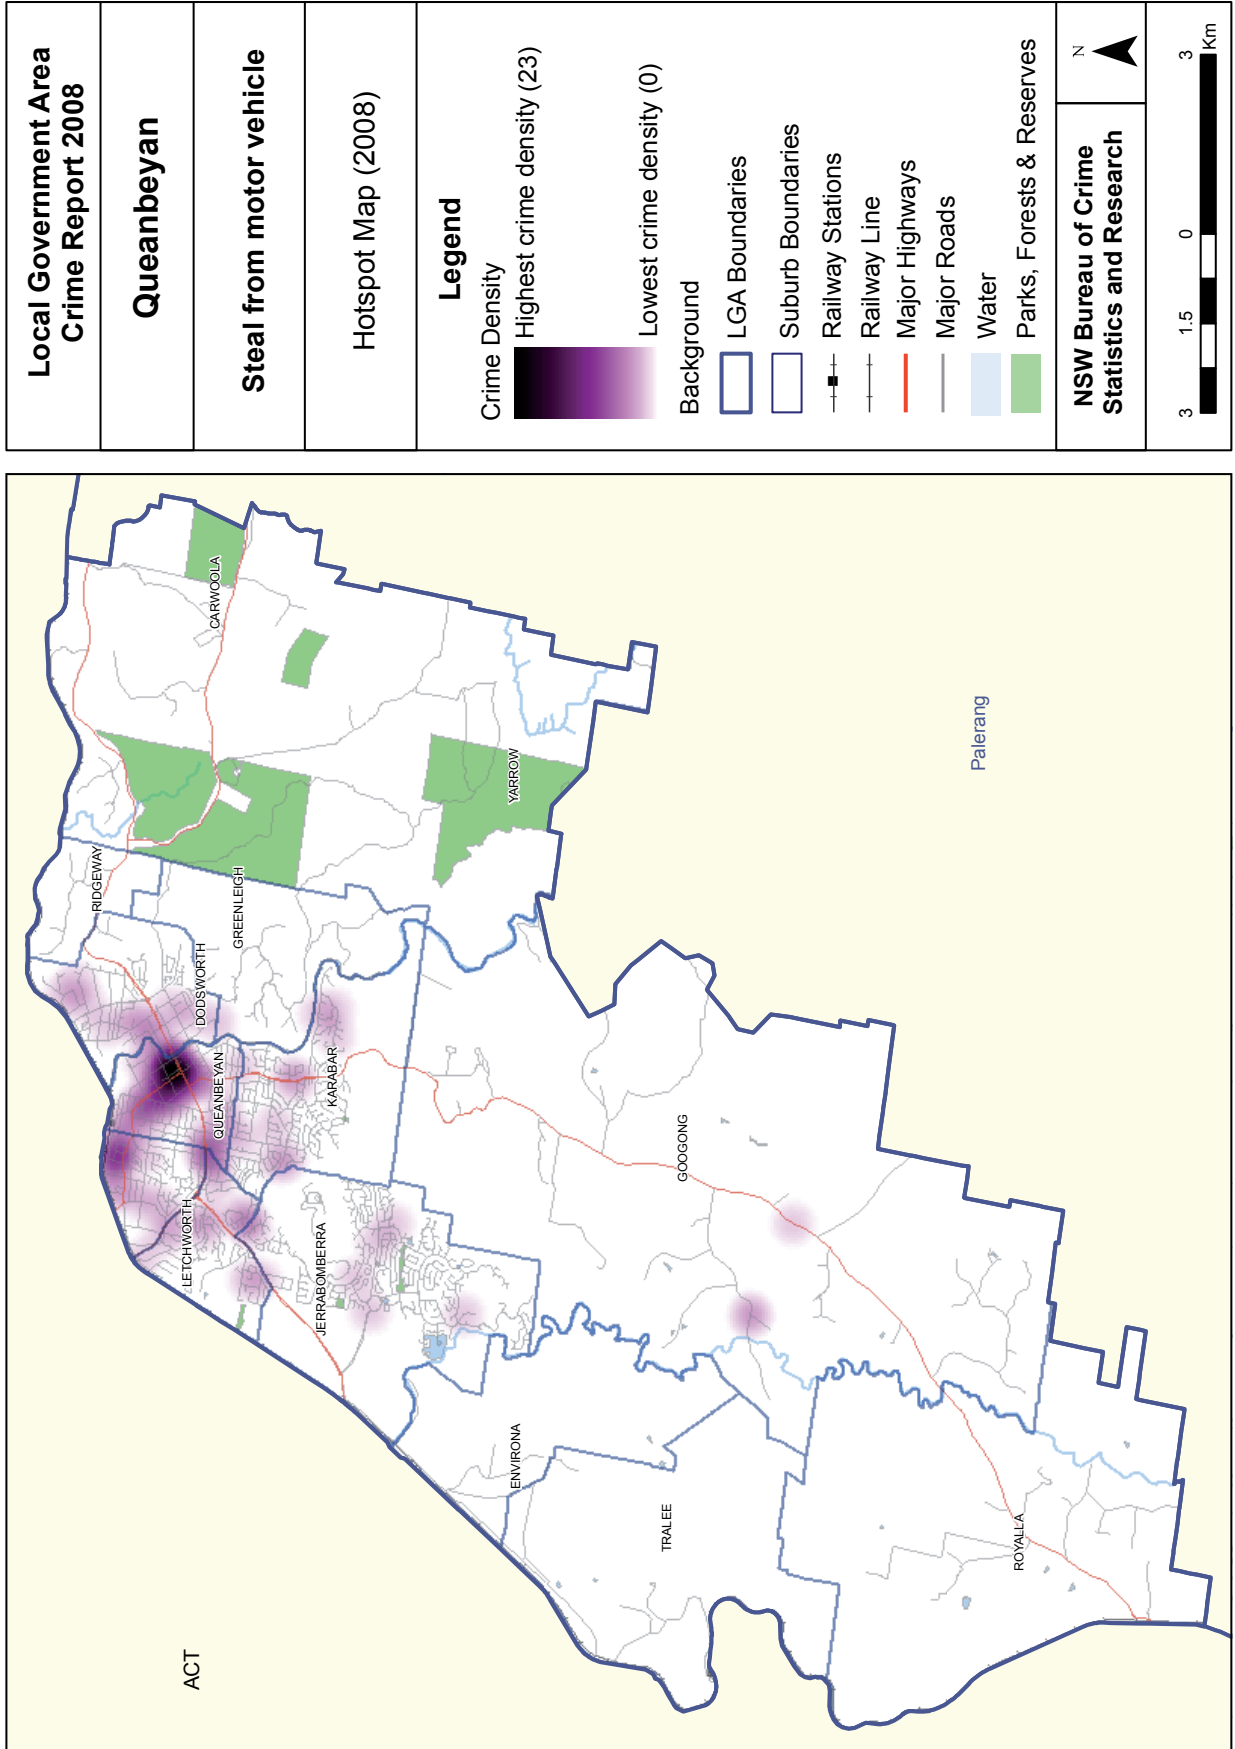 Local Government Area
Crime Report 2008
Queanbeyan
Steal from motor vehicle
Hotspot Map (2008)
Legend
Crime Density
Highest crime density (23)
Lowest crime density (0)
Background
LGA Boundaries
Suburb Boundaries
Railway Stations
Railway Line
Major Highways
Major Roads
Water
Parks, Forests & Reserves
NSW Bureau of Crime
Statistics and Research
N
3 1.5 0 3
Km
ACT
Palerang
CARWOOLA
RIDGEWAY
GREENLEIGH
YARROW
DODSWORTH
QUEANBEYAN
KARABAR
LETCHWORTH
JERRABOMBERRA
GOOGONG
ENVIRONA
TRALEE
ROYALLA